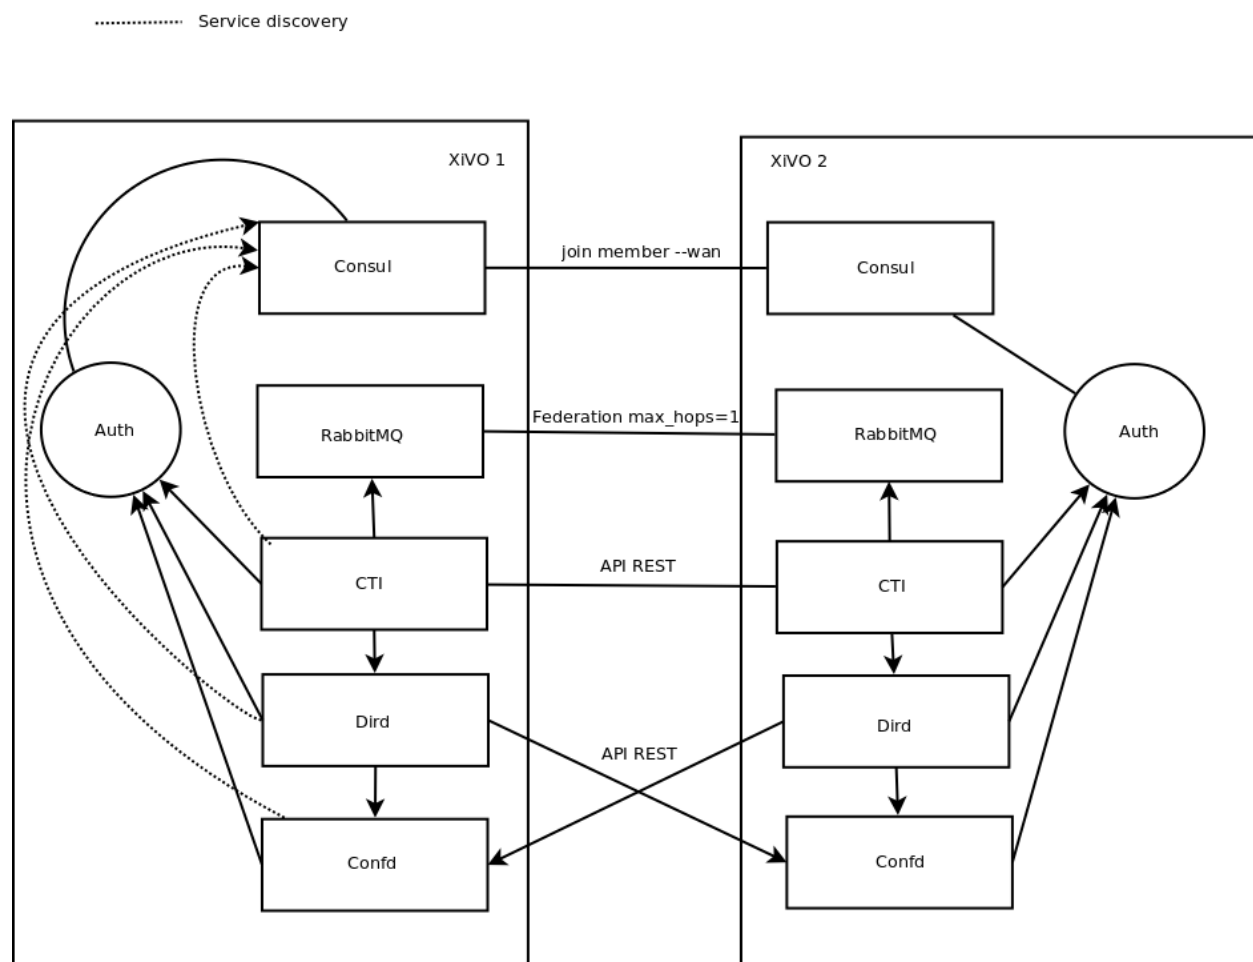 Service discovery
XiVO 1
XiVO 2
Consul
join member --wan
Consul
Auth
RabbitMQ
Federation max_hops=1
RabbitMQ
Auth
CTI
API REST
CTI
Dird
API REST
Dird
Confd
Confd